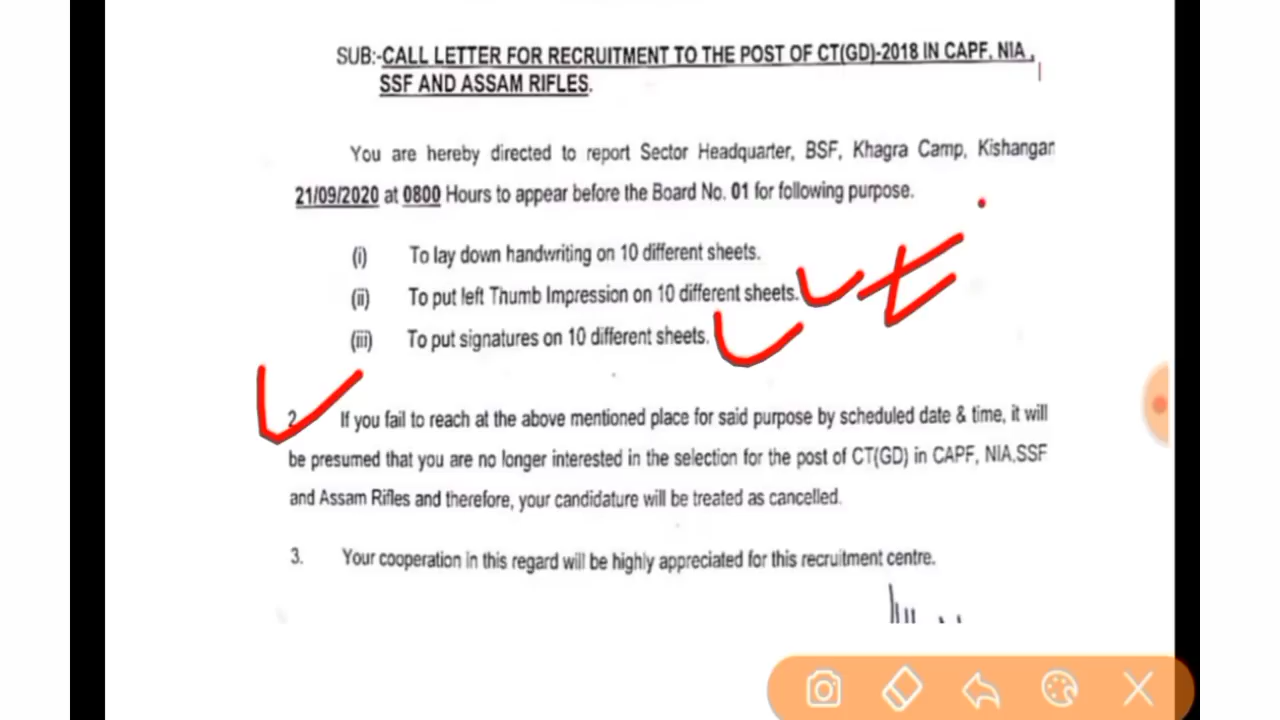 SUB:-CALL LETTER FOR RECRUITMENT TO THE POST OF CT(GD)-2018 IN CAPF, NIA,
SSF AND ASSAM RIFLES.
You are hereby directed to report Sector Headquarter, BSF, Khagra Camp, Kishangar
21/09/2020 at 0800 Hours to appear before the Board No. 01 for following purpose.
(i) To lay down handwriting on 10 different sheets.
(ii) To put left Thumb Impression on 10 different sheets.
(iii) To put signatures on 10 different sheets.
2. If you fail to reach at the above mentioned place for said purpose by scheduled date & time, it will
be presumed that you are no longer interested in the selection for the post of CT(GD) in CAPF, NIA,SSF
and Assam Rifles and therefore, your candidature will be treated as cancelled.
3. Your cooperation in this regard will be highly appreciated for this recruitment centre.